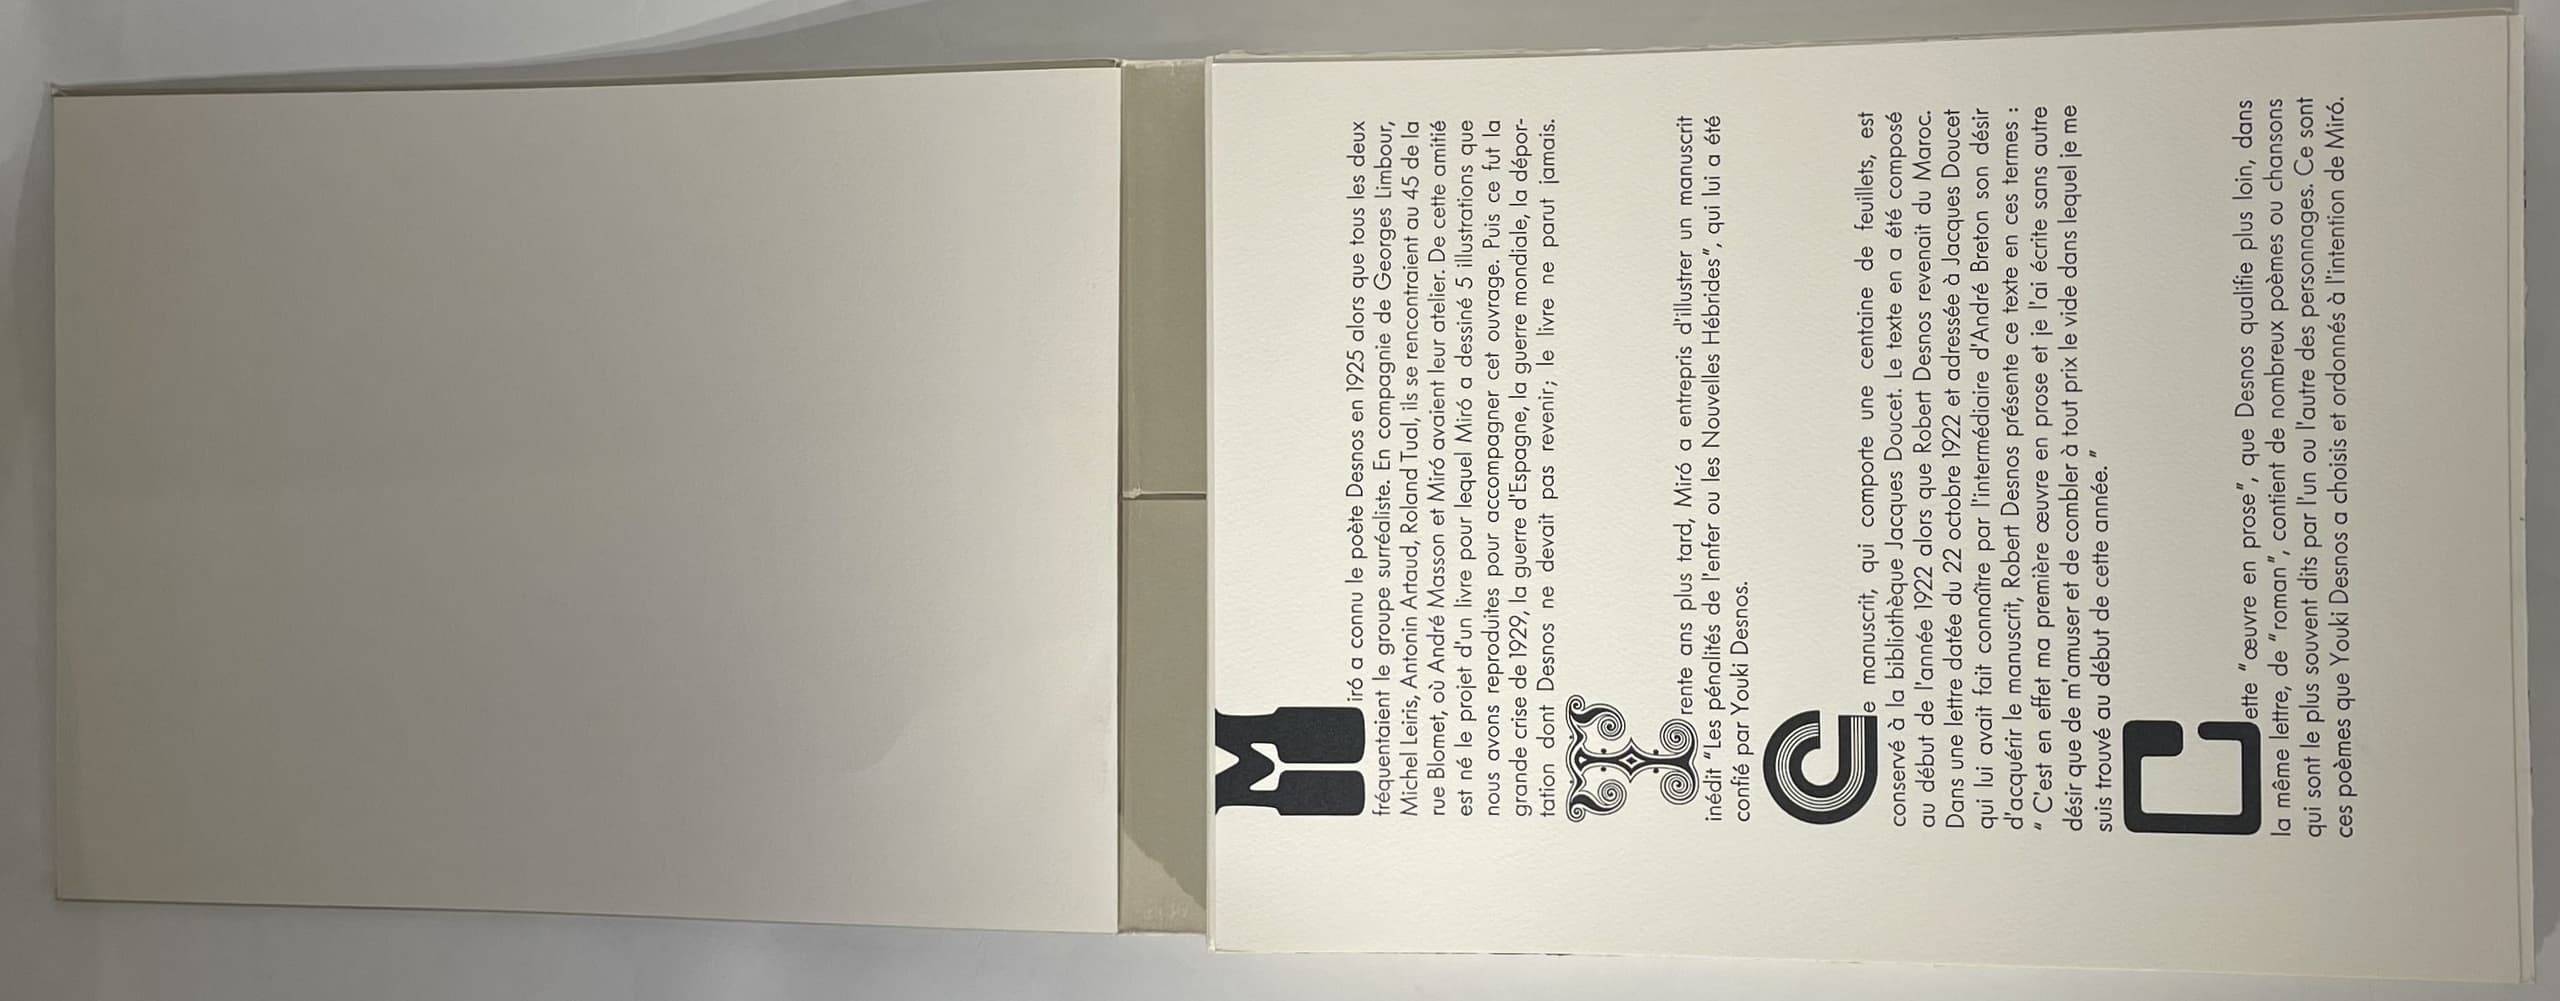 Miró a connu le poète Desnos en 1925 alors que tous les deux
fréquentaient le groupe surréaliste. En compagnie de Georges Limbour,
Michel Leiris, Antonin Artaud, Roland Tual, ils se rencontraient au 45 de la
rue Blomet, où André Masson et Miró avaient leur atelier. De cette amitié
est né le projet d'un livre pour lequel Miró a dessiné 5 illustrations que
nous avons reproduites pour accompagner cet ouvrage. Puis ce fut la
grande crise de 1929, la guerre d'Espagne, la guerre mondiale, la dépor-
tation dont Desnos ne devait pas revenir; le livre ne parut jamais.
Trente ans plus tard, Miró a entrepris d'illustrer un manuscrit
inédit "Les pénalités de l'enfer ou les Nouvelles Hébrides", qui lui a été
confié par Youki Desnos.
Ce manuscrit, qui comporte une centaine de feuillets, est
conservé à la bibliothèque Jacques Doucet. Le texte en a été composé
au début de l'année 1922 alors que Robert Desnos revenait du Maroc.
Dans une lettre datée du 22 octobre 1922 et adressée à Jacques Doucet
qui lui avait fait connaître par l'intermédiaire d'André Breton son désir
d'acquérir le manuscrit, Robert Desnos présente ce texte en ces termes :
" C'est en effet ma première œuvre en prose et je l'ai écrite sans autre
désir que de m'amuser et de combler à tout prix le vide dans lequel je me
suis trouvé au début de cette année. "
Cette "œuvre en prose", que Desnos qualifie plus loin, dans
la même lettre, de "roman", contient de nombreux poèmes ou chansons
qui sont le plus souvent dits par l'un ou l'autre des personnages. Ce sont
ces poèmes que Youki Desnos a choisis et ordonnés à l'intention de Miró.